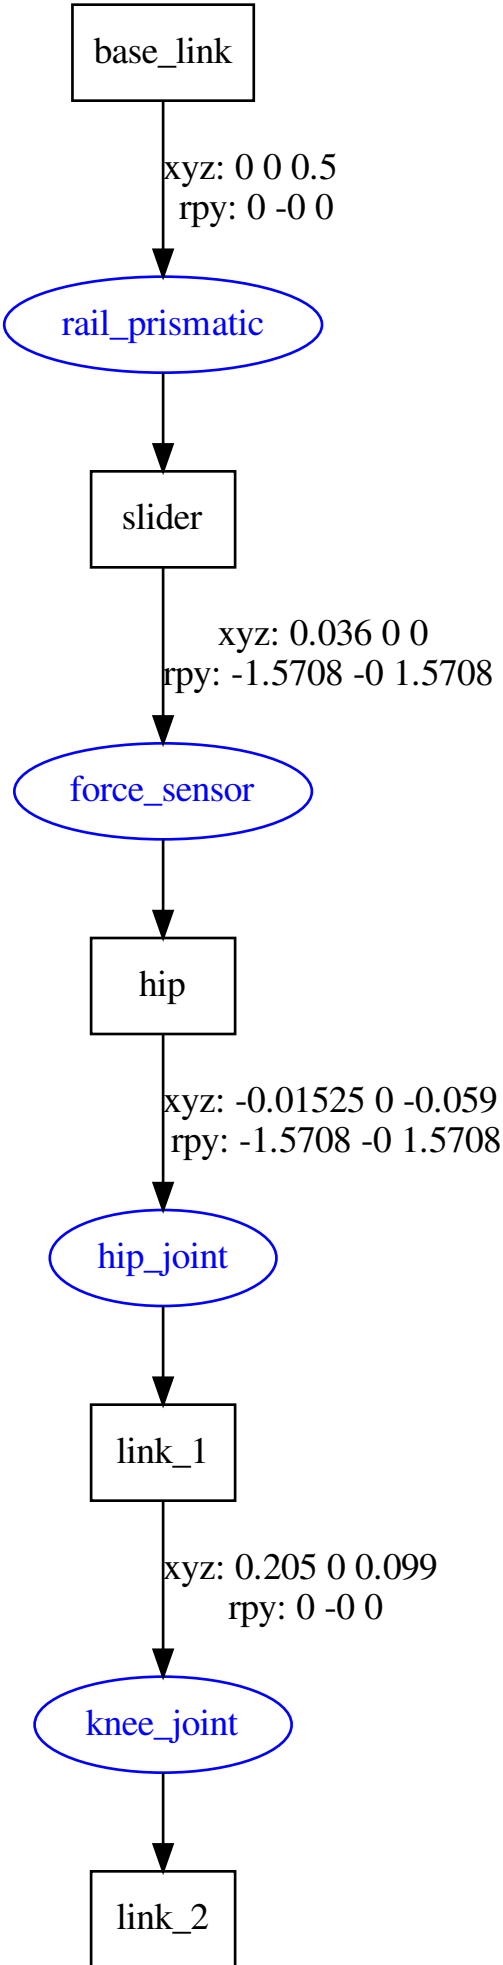 base_link
xyz: 0 0 0.5
rpy: 0 -0 0
rail_prismatic
slider
xyz: 0.036 0 0
rpy: -1.5708 -0 1.5708
force_sensor
hip
xyz: -0.01525 0 -0.059
rpy: -1.5708 -0 1.5708
hip_joint
link_1
xyz: 0.205 0 0.099
rpy: 0 -0 0
knee_joint
link_2